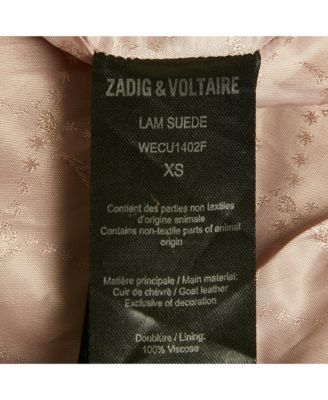 ZADIG & VOLTAIRE
LAM SUEDE
WECU1402F
XS
Contient des parties non textiles
d'origine animale
Contains non-textile parts of animal
origin
Matière principale / Main material:
Cuir de chèvre / Goat leather
Exclusive of decoration
Doublure / Lining:
100% Viscose